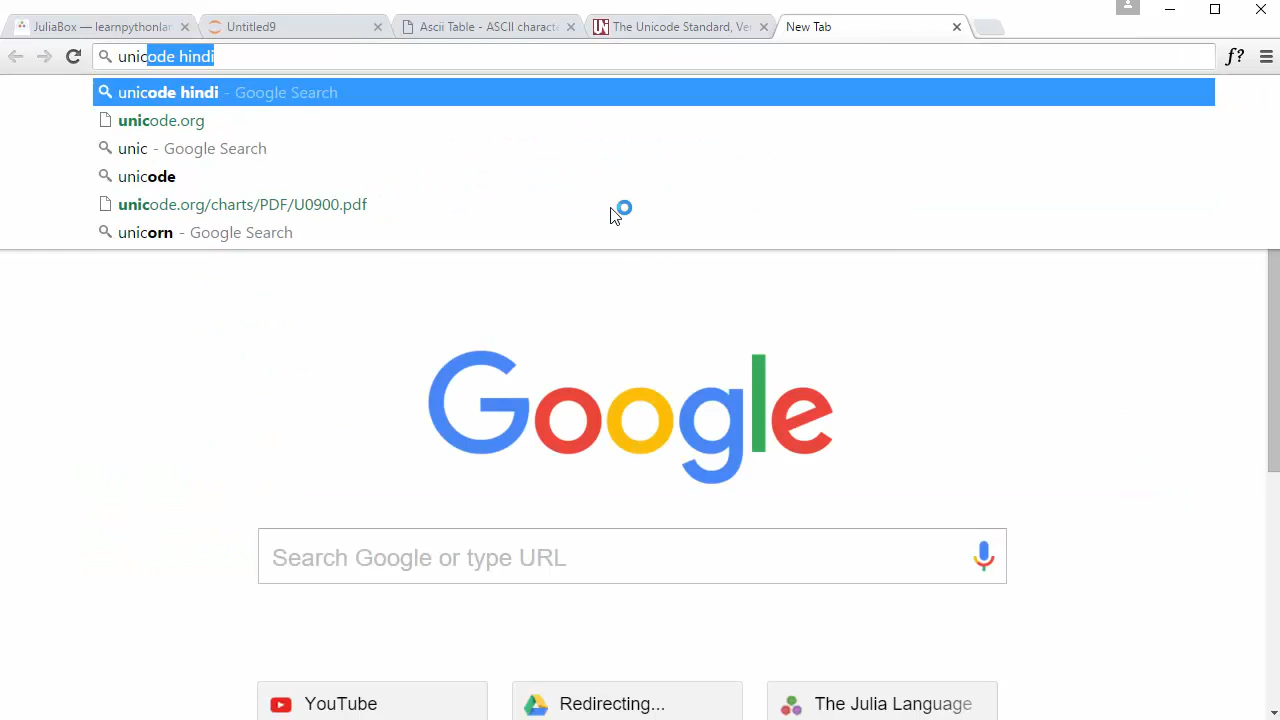 JuliaBox — learnpythonlan
Untitled9
Ascii Table - ASCII characte
The Unicode Standard, Ver
New Tab
unicode hindi
f?
unicode hindi - Google Search
unicode.org
unic - Google Search
unicode
unicode.org/charts/PDF/U0900.pdf
unicorn - Google Search
Google
Search Google or type URL
YouTube
Redirecting...
The Julia Language